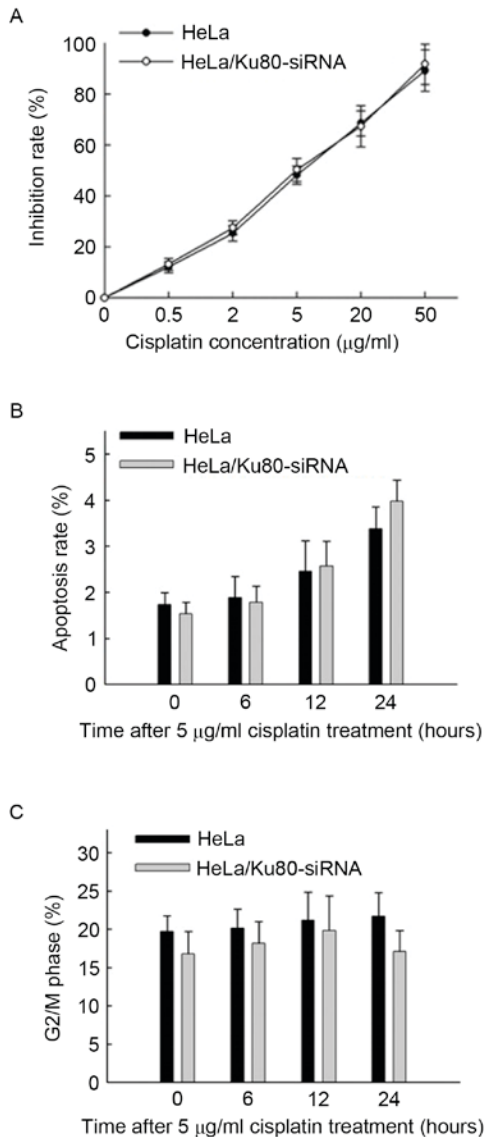 A
HeLa
HeLa/Ku80-siRNA
Inhibition rate (%)
100
80
60
40
20
0
0 0.5 2 5 20 50
Cisplatin concentration (μg/ml)
B
HeLa
HeLa/Ku80-siRNA
Apoptosis rate (%)
5
4
3
2
1
0
0 6 12 24
Time after 5 μg/ml cisplatin treatment (hours)
C
HeLa
HeLa/Ku80-siRNA
G2/M phase (%)
30
25
20
15
10
5
0
0 6 12 24
Time after 5 μg/ml cisplatin treatment (hours)